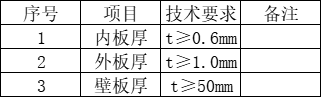 序号 项目 技术要求 备注
1 内板厚 t≥0.6mm
2 外板厚 t≥1.0mm
3 壁板厚 t≥50mm